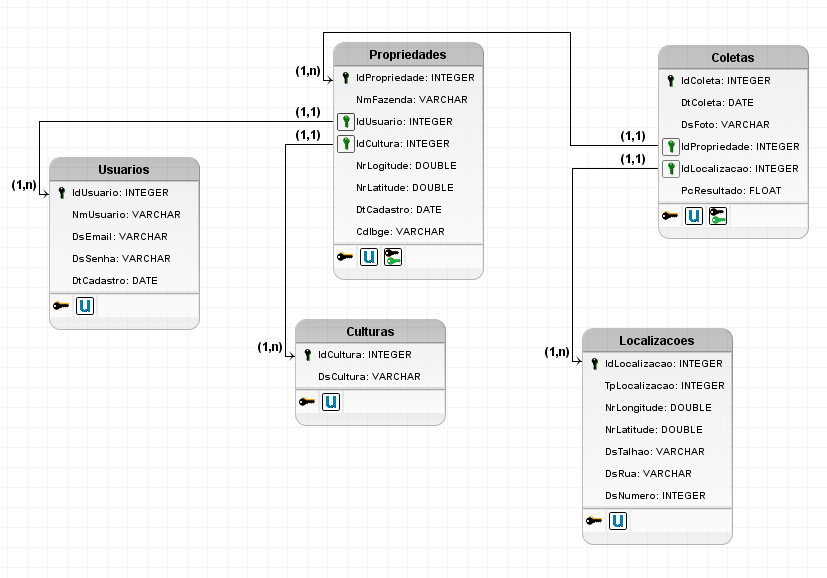 Propriedades
IdPropriedade: INTEGER
NmFazenda: VARCHAR
IdUsuario: INTEGER
IdCultura: INTEGER
NrLogitude: DOUBLE
NrLatitude: DOUBLE
DtCadastro: DATE
CdIbge: VARCHAR
U
(1,n)
(1,1)
(1,1)
Coletas
IdColeta: INTEGER
DtColeta: DATE
DsFoto: VARCHAR
IdPropriedade: INTEGER
IdLocalizacao: INTEGER
PcResultado: FLOAT
U
(1,1)
(1,1)
Usuarios
IdUsuario: INTEGER
NmUsuario: VARCHAR
DsEmail: VARCHAR
DsSenha: VARCHAR
DtCadastro: DATE
U
(1,n)
Culturas
IdCultura: INTEGER
DsCultura: VARCHAR
U
(1,n)
Localizacoes
IdLocalizacao: INTEGER
TpLocalizacao: INTEGER
NrLongitude: DOUBLE
NrLatitude: DOUBLE
DsTalhao: VARCHAR
DsRua: VARCHAR
DsNumero: INTEGER
U
(1,n)